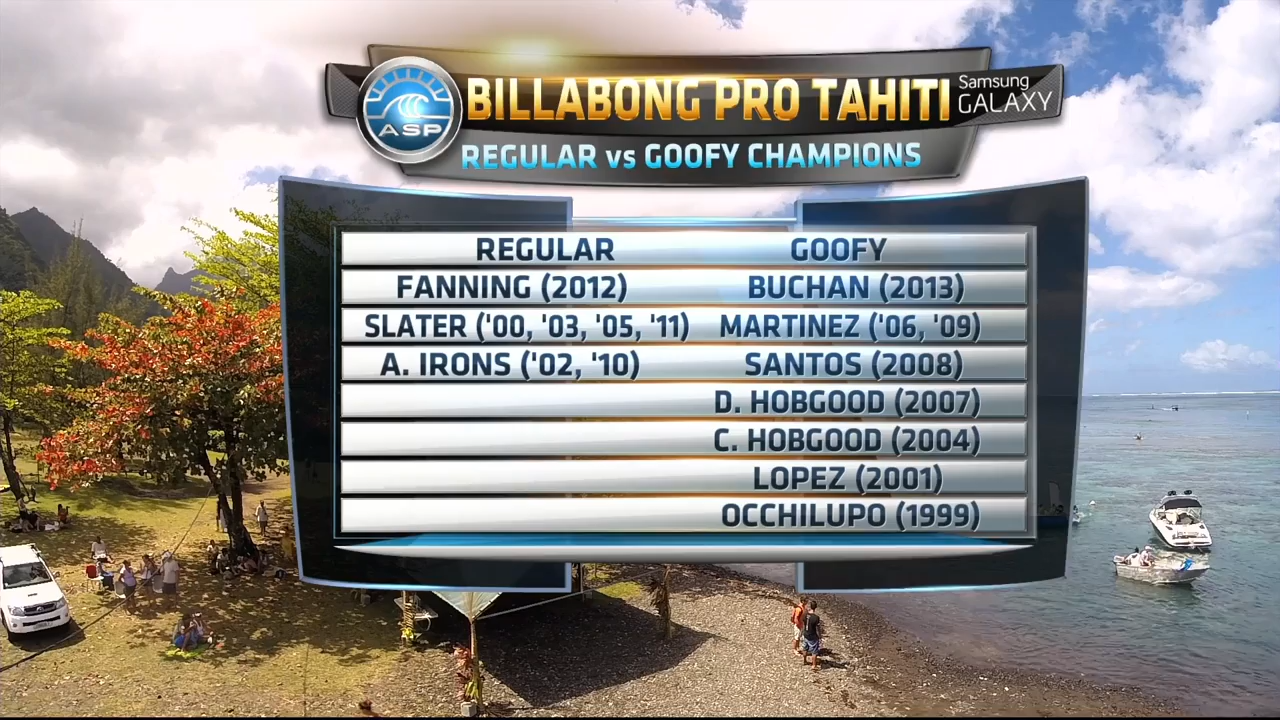 ASP
BILLABONG PRO TAHITI
Samsung
GALAXY
REGULAR vs GOOFY CHAMPIONS
REGULAR GOOFY
FANNING (2012) BUCHAN (2013)
SLATER ('00, '03, '05, '11) MARTINEZ ('06, '09)
A. IRONS ('02, '10) SANTOS (2008)
D. HOBGOOD (2007)
C. HOBGOOD (2004)
LOPEZ (2001)
OCCHILUPO (1999)